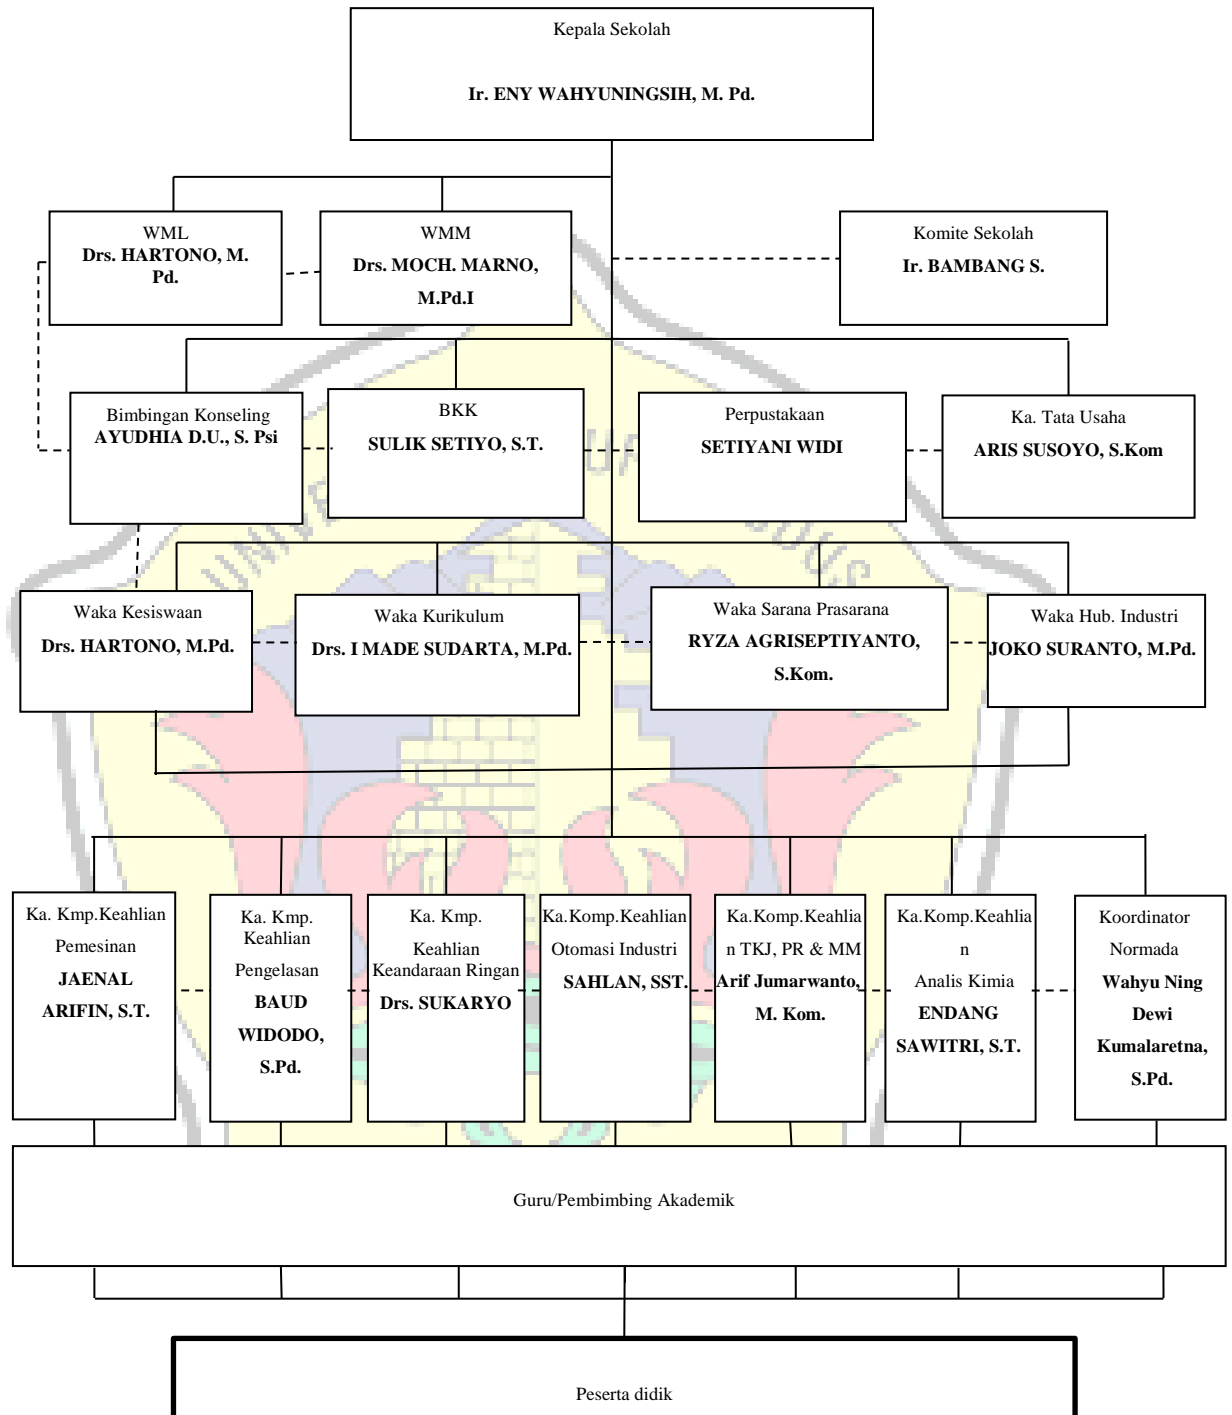 Kepala Sekolah
Ir. ENY WAHYUNINGSIH, M. Pd.
WML
Drs. HARTONO, M.
Pd.
WMM
Drs. MOCH. MARNO,
M.Pd.I
Komite Sekolah
Ir. BAMBANG S.
Bimbingan Konseling
AYUDHIA D.U., S. Psi
BKK
SULIK SETIYO, S.T.
Perpustakaan
SETIYANI WIDI
Ka. Tata Usaha
ARIS SUSOYO, S.Kom
Waka Kesiswaan
Drs. HARTONO, M.Pd.
Waka Kurikulum
Drs. I MADE SUDARTA, M.Pd.
Waka Sarana Prasarana
RYZA AGRISEPTIYANTO,
S.Kom.
Waka Hub. Industri
JOKO SURANTO, M.Pd.
Ka. Kmp.Keahlian
Pemesinan
JAENAL
ARIFIN, S.T.
Ka. Kmp.
Keahlian
Pengelasan
BAUD
WIDODO,
S.Pd.
Ka. Kmp.
Keahlian
Keandaraan Ringan
Drs. SUKARYO
Ka.Komp.Keahlian
Otomasi Industri
SAHLAN, SST.
Ka.Komp.Keahlia
n TKJ, PR & MM
Arif Jumarwanto,
M. Kom.
Ka.Komp.Keahlia
n
Analis Kimia
ENDANG
SAWITRI, S.T.
Koordinator
Normada
Wahyu Ning
Dewi
Kumalaretna,
S.Pd.
Guru/Pembimbing Akademik
Peserta didik